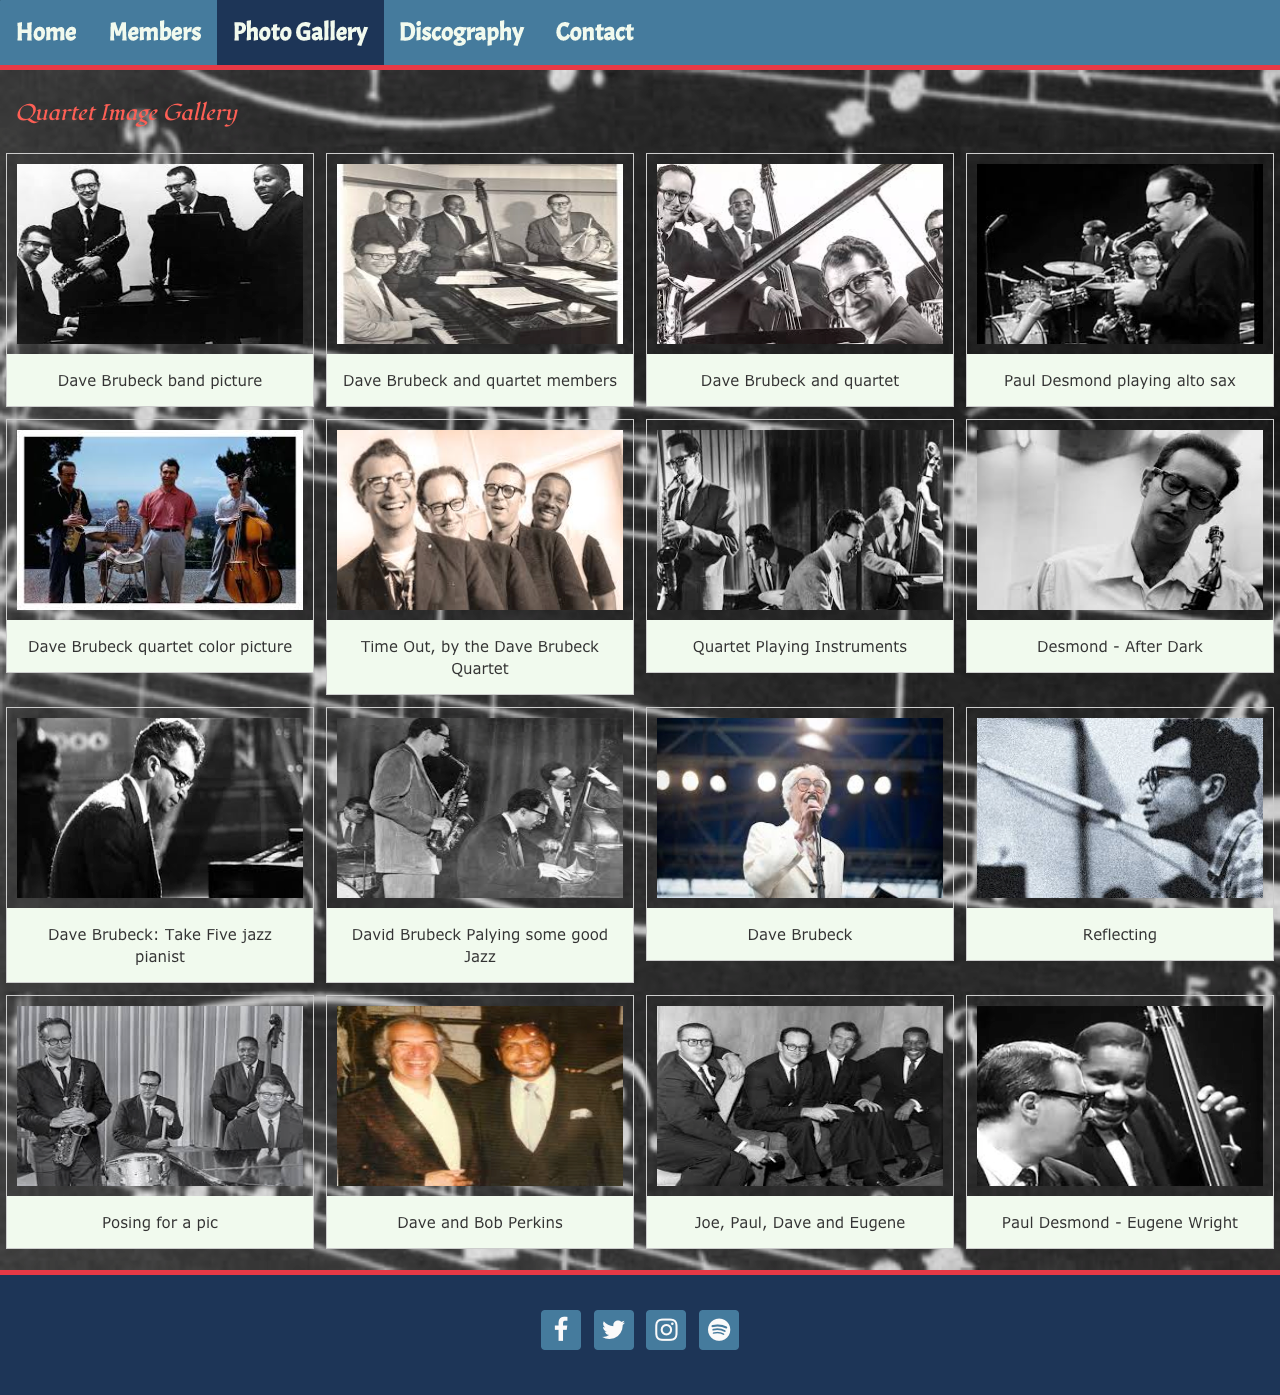 Home Members Photo Gallery Discography Contact
Quartet Image Gallery
Dave Brubeck band picture
Dave Brubeck and quartet members
Dave Brubeck and quartet
Paul Desmond playing alto sax
Dave Brubeck quartet color picture
Time Out, by the Dave Brubeck
Quartet
Quartet Playing Instruments
Desmond - After Dark
Dave Brubeck: Take Five jazz
pianist
David Brubeck Palying some good
Jazz
Dave Brubeck
Reflecting
Posing for a pic
Dave and Bob Perkins
Joe, Paul, Dave and Eugene
Paul Desmond - Eugene Wright